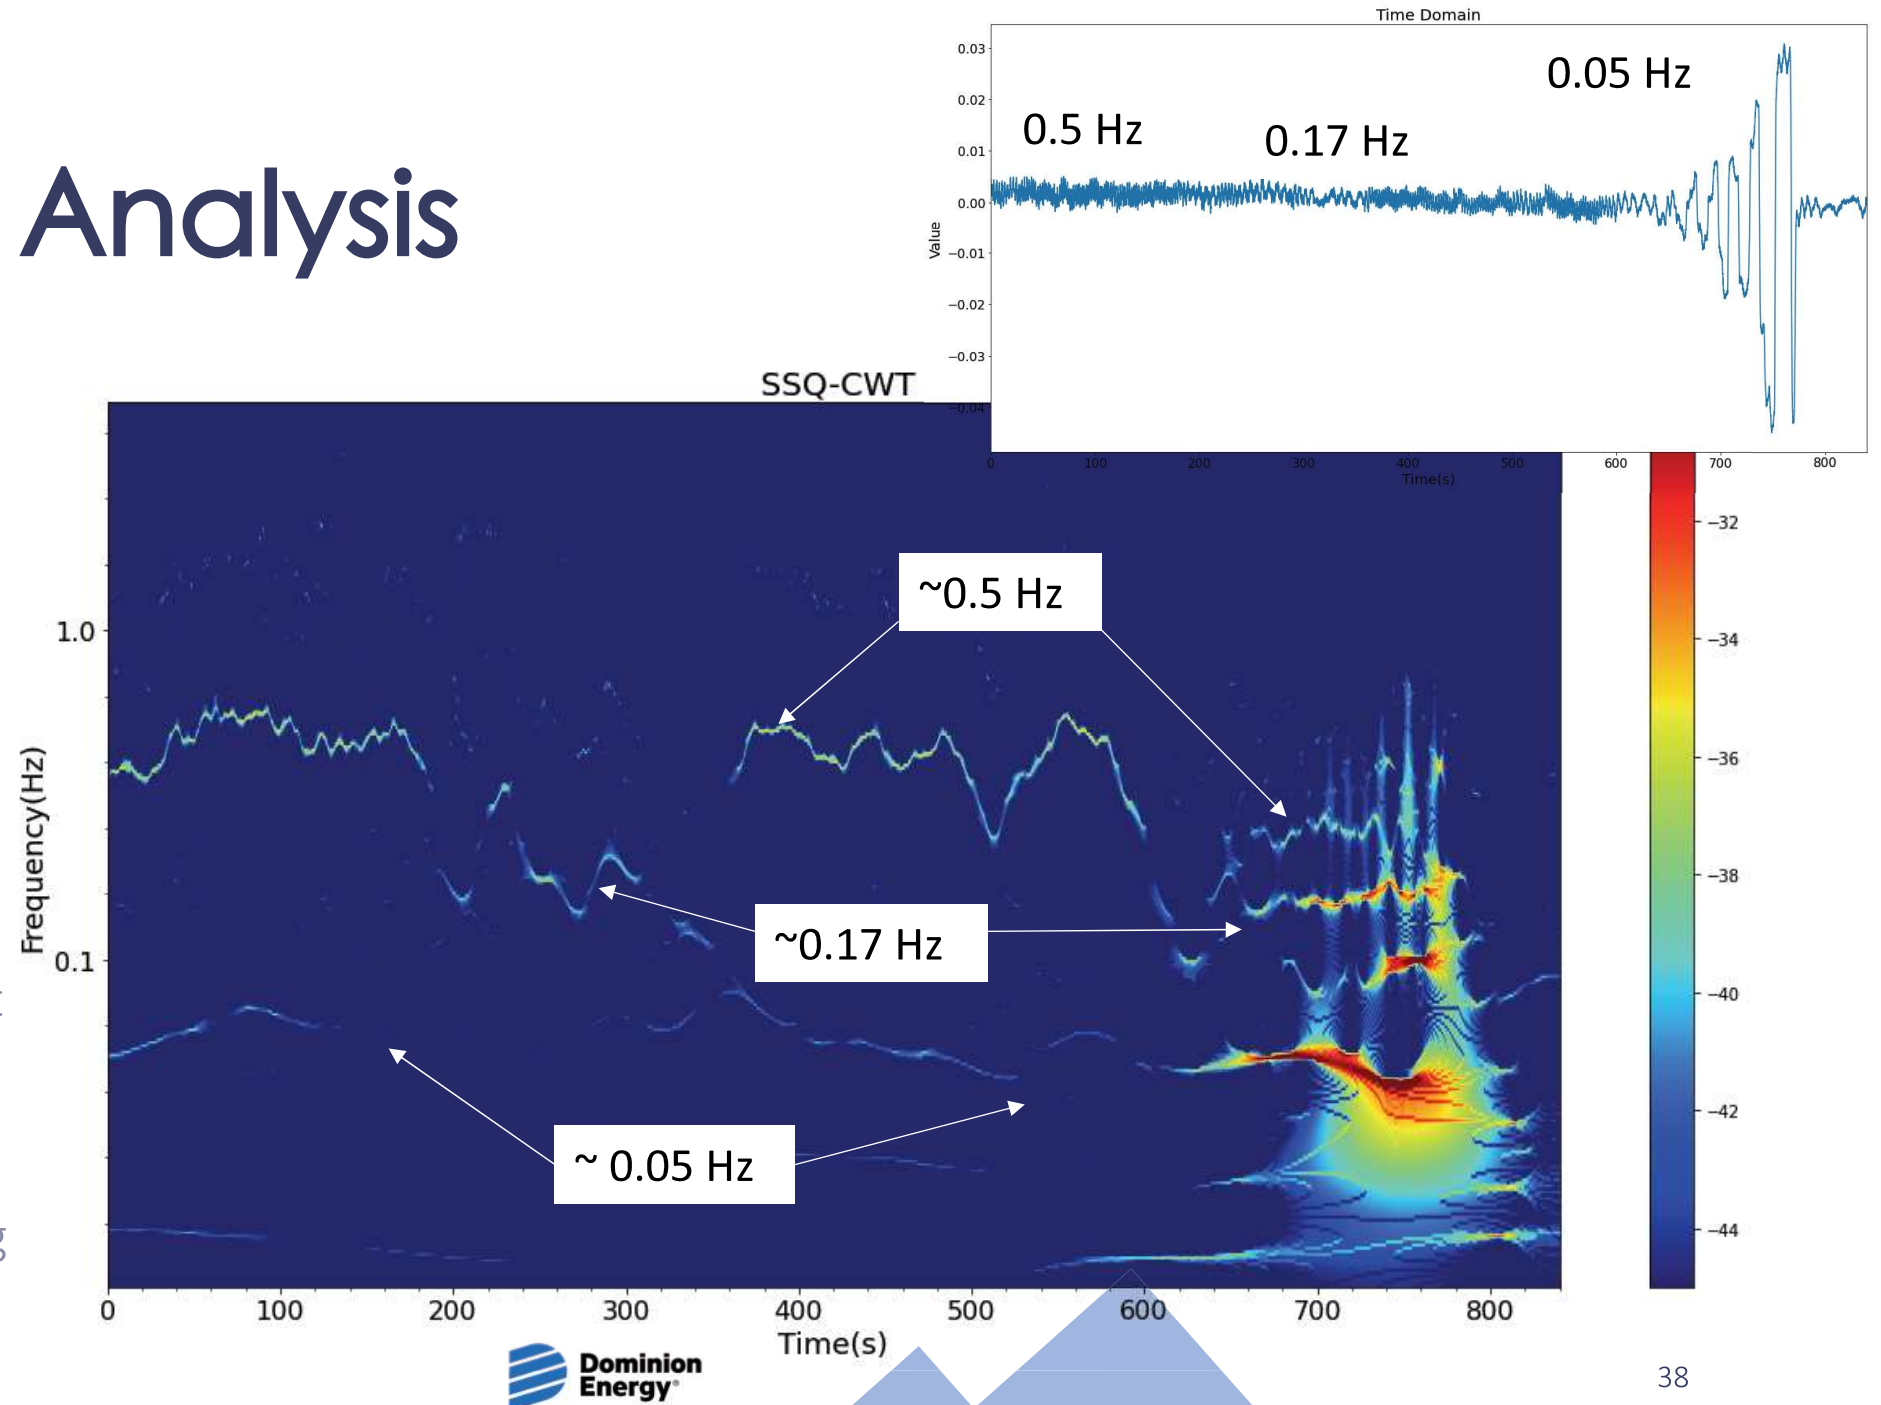 Time Domain
0.03
0.02
0.01
0.00
−0.01
−0.02
−0.03
−0.04
Value
0.5 Hz
0.17 Hz
0.05 Hz
0
100
200
300
400
500
600
700
800
Time(s)
Analysis
SSQ-CWT
Frequency(Hz)
1.0
0.1
~0.5 Hz
~0.17 Hz
~ 0.05 Hz
−32
−34
−36
−38
−40
−42
−44
0
100
200
300
400
500
600
700
800
Time(s)
Dominion
Energy®
38